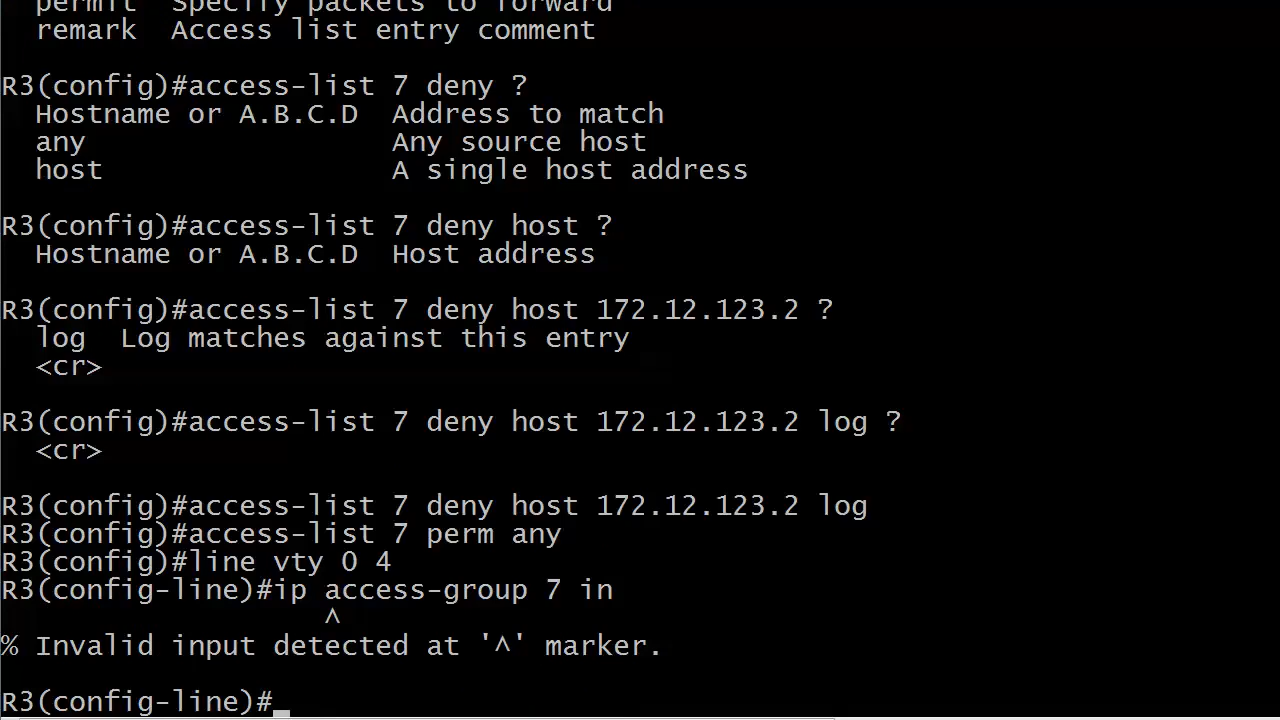 permit  Specify packets to forward
remark  Access list entry comment
R3(config)#access-list 7 deny ?
Hostname or A.B.C.D  Address to match
any                  Any source host
host                 A single host address
R3(config)#access-list 7 deny host ?
Hostname or A.B.C.D  Host address
R3(config)#access-list 7 deny host 172.12.123.2 ?
log  Log matches against this entry
<cr>
R3(config)#access-list 7 deny host 172.12.123.2 log ?
<cr>
R3(config)#access-list 7 deny host 172.12.123.2 log
R3(config)#access-list 7 perm any
R3(config)#line vty 0 4
R3(config-line)#ip access-group 7 in
^
% Invalid input detected at '^' marker.
R3(config-line)#